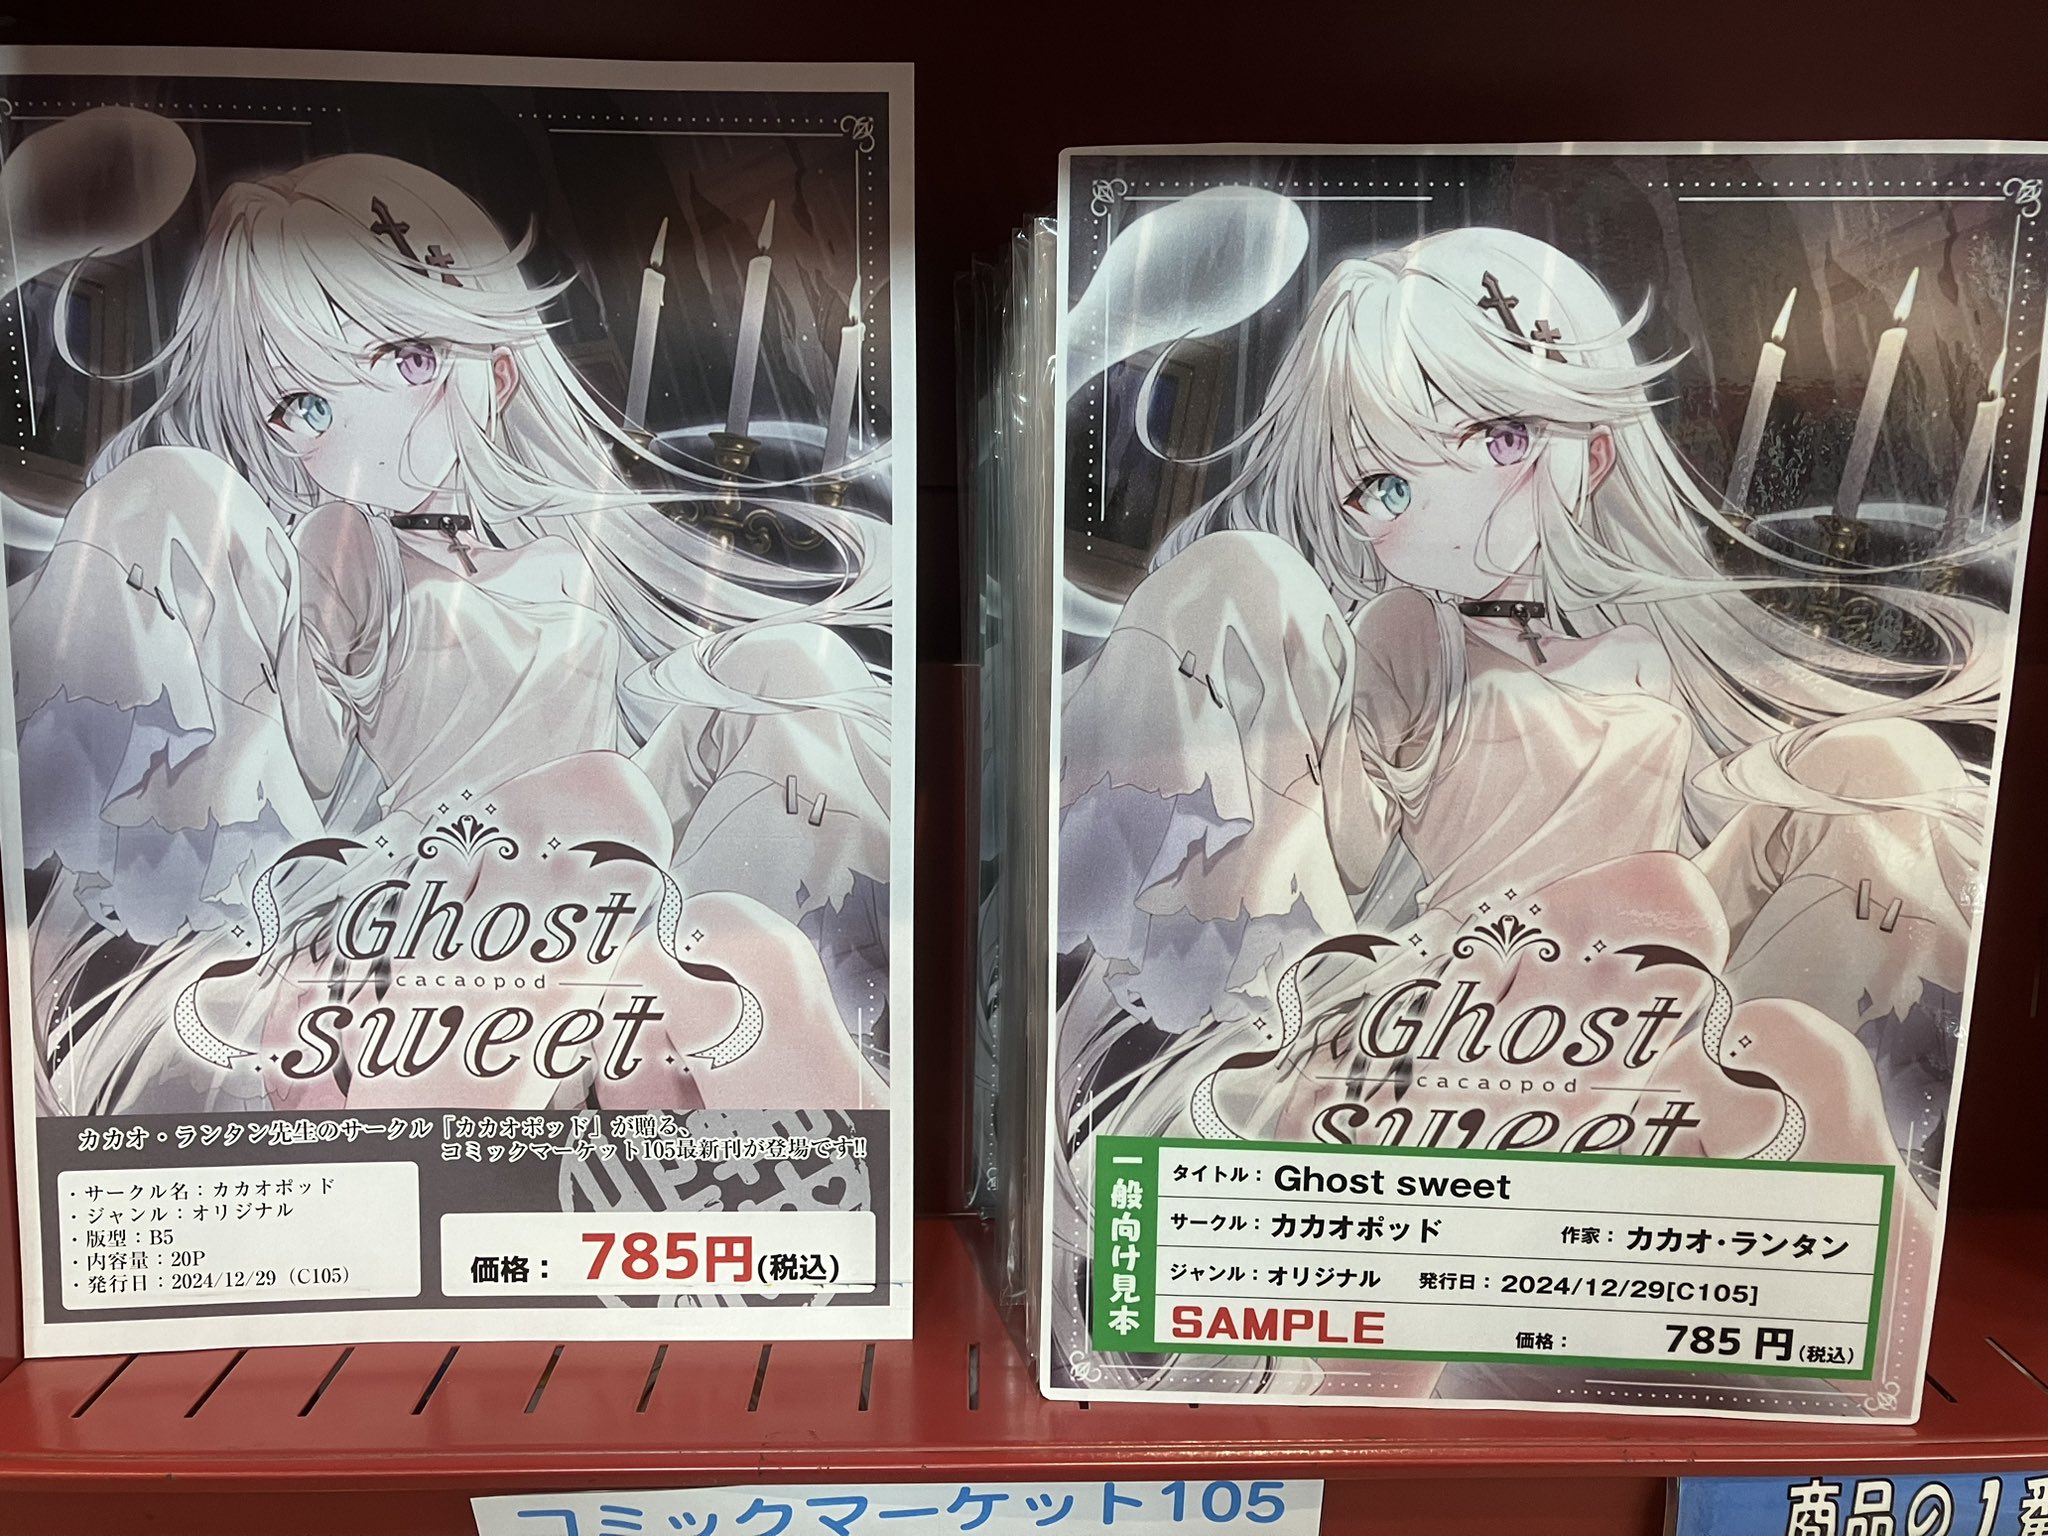 Ghost
cacaopod
sweet
カカオ・ランタン先生のサークル「カカオポッド」が贈る、
コミックマーケット105最新刊が登場です!!
・サークル名：カカオポッド
・ジャンル：オリジナル
・版型：B5
・内容量：20P
・発行日：2024/12/29（C105）
価格： 785円(税込)
Ghost
cacaopod
sweet
一般向け見本
タイトル： Ghost sweet
サークル： カカオポッド 作家： カカオ・ランタン
ジャンル： オリジナル 発行日： 2024/12/29[C105]
SAMPLE 価格： 785 円 (税込)
コミックマーケット105
商品の1